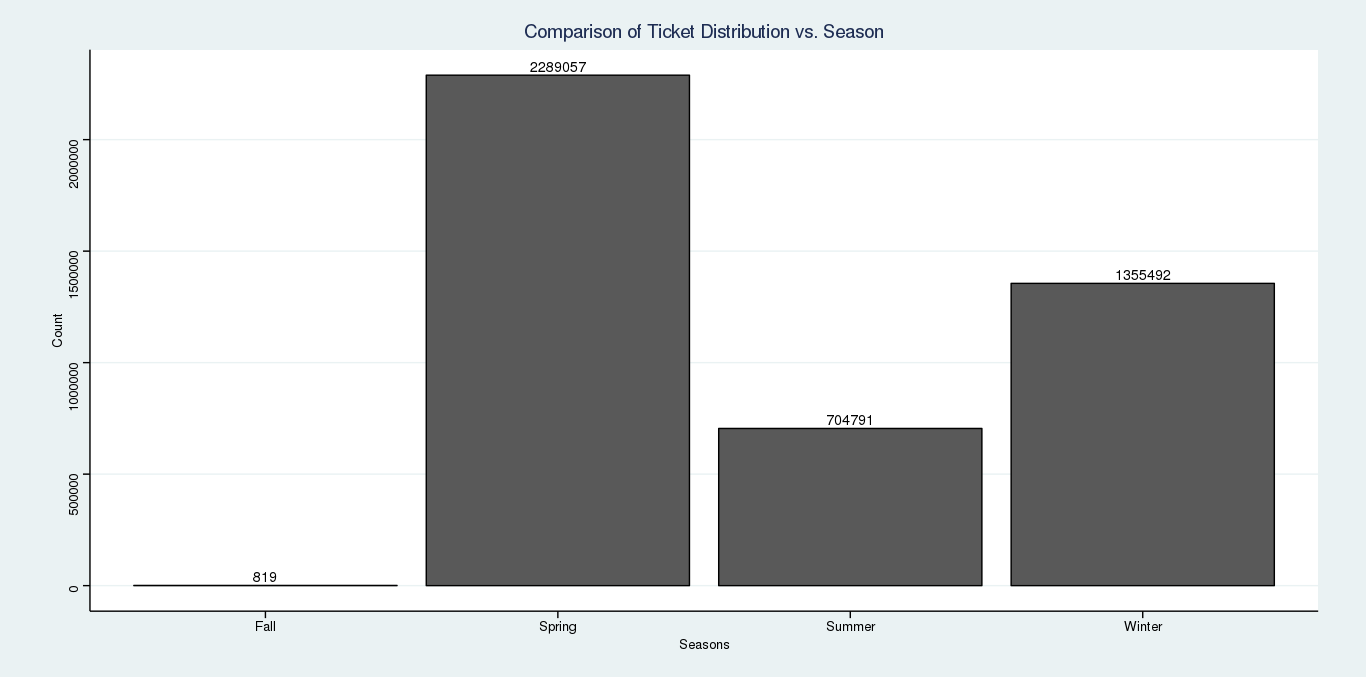 Comparison of Ticket Distribution vs. Season
2289057
1355492
704791
819
2000000
1500000
1000000
500000
0
Count
Fall
Spring
Summer
Winter
Seasons